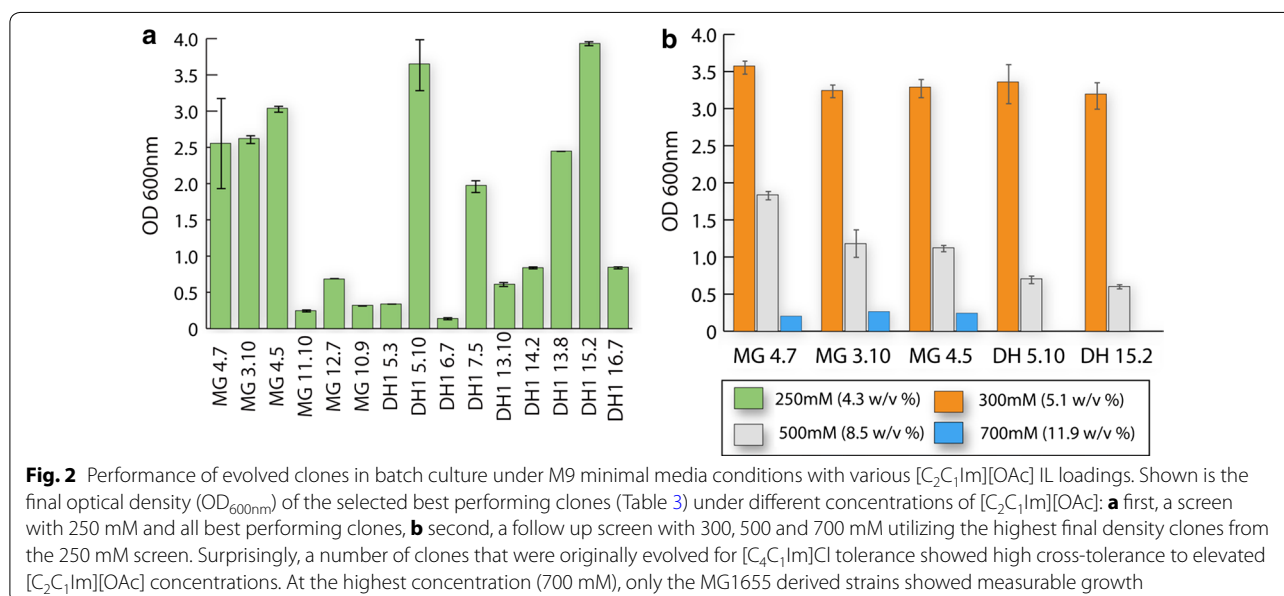 a
4.0
3.5
3.0
2.5
2.0
1.5
1.0
0.5
0
OD 600nm
MG 4.7
MG 3.10
MG 4.5
MG 11.10
MG 12.7
MG 10.9
DH1 5.3
DH1 5.10
DH1 6.7
DH1 7.5
DH1 13.10
DH1 14.2
DH1 13.8
DH1 15.2
DH1 16.7
b
4.0
3.5
3.0
2.5
2.0
1.5
1.0
0.5
0
OD 600nm
MG 4.7 MG 3.10 MG 4.5 DH 5.10 DH 15.2
250mM (4.3 w/v %) 300mM (5.1 w/v %)
500mM (8.5 w/v %) 700mM (11.9 w/v %)
Fig. 2 Performance of evolved clones in batch culture under M9 minimal media conditions with various [C₂C₁Im][OAc] IL loadings. Shown is the
final optical density (OD₆₀₀ₙₘ) of the selected best performing clones (Table 3) under different concentrations of [C₂C₁Im][OAc]: a first, a screen
with 250 mM and all best performing clones, b second, a follow up screen with 300, 500 and 700 mM utilizing the highest final density clones from
the 250 mM screen. Surprisingly, a number of clones that were originally evolved for [C₄C₁Im]Cl tolerance showed high cross-tolerance to elevated
[C₂C₁Im][OAc] concentrations. At the highest concentration (700 mM), only the MG1655 derived strains showed measurable growth